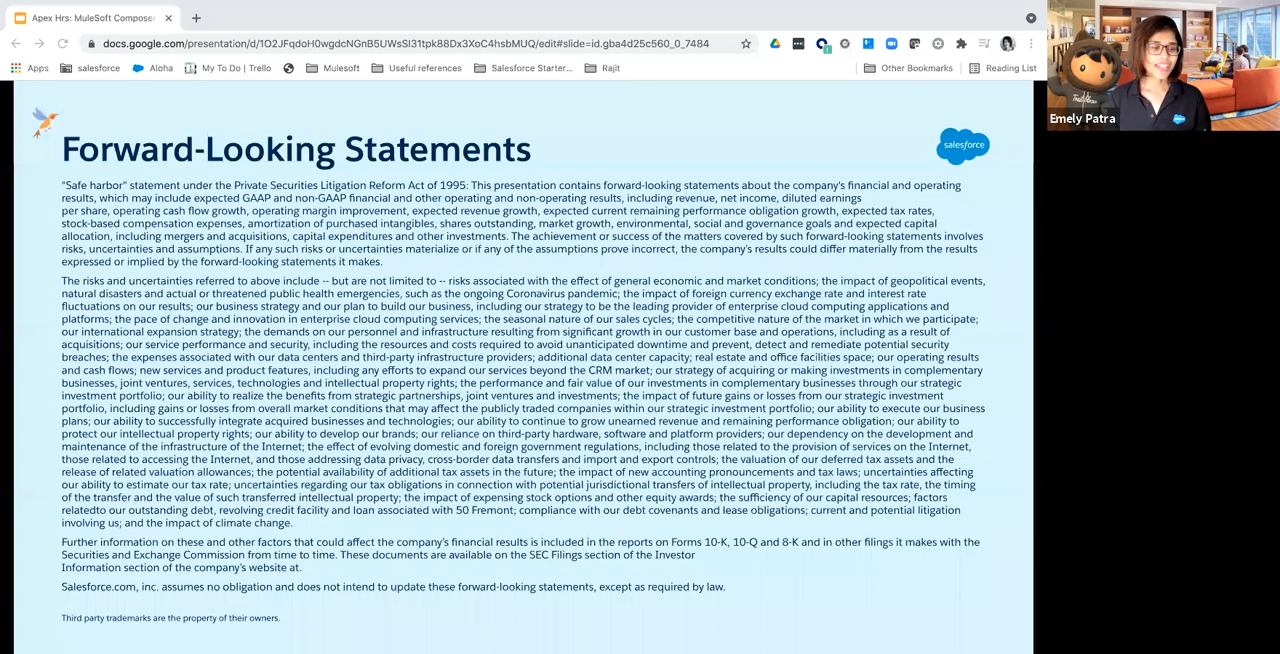 Apex Hrs: MuleSoft Composer
docs.google.com/presentation/d/1O2JFqdoH0wgdcNGnB5UWsSl31tpk88Dx3XoC4hsbMUQ/edit#slide=id.gba4d25c560_0_7484
Apps salesforce Aloha My To Do | Trello Mulesoft Useful references Salesforce Starter... Rajit Other Bookmarks Reading List
Emely Patra
Forward-Looking Statements
salesforce
"Safe harbor" statement under the Private Securities Litigation Reform Act of 1995: This presentation contains forward-looking statements about the company's financial and operating
results, which may include expected GAAP and non-GAAP financial and other operating and non-operating results, including revenue, net income, diluted earnings
per share, operating cash flow growth, operating margin improvement, expected revenue growth, expected current remaining performance obligation growth, expected tax rates,
stock-based compensation expenses, amortization of purchased intangibles, shares outstanding, market growth, environmental, social and governance goals and expected capital
allocation, including mergers and acquisitions, capital expenditures and other investments. The achievement or success of the matters covered by such forward-looking statements involves
risks, uncertainties and assumptions. If any such risks or uncertainties materialize or if any of the assumptions prove incorrect, the company's results could differ materially from the results
expressed or implied by the forward-looking statements it makes.
The risks and uncertainties referred to above include -- but are not limited to -- risks associated with the effect of general economic and market conditions; the impact of geopolitical events,
natural disasters and actual or threatened public health emergencies, such as the ongoing Coronavirus pandemic; the impact of foreign currency exchange rate and interest rate
fluctuations on our results; our business strategy and our plan to build our business, including our strategy to be the leading provider of enterprise cloud computing applications and
platforms; the pace of change and innovation in enterprise cloud computing services; the seasonal nature of our sales cycles; the competitive nature of the market in which we participate;
our international expansion strategy; the demands on our personnel and infrastructure resulting from significant growth in our customer base and operations, including as a result of
acquisitions; our service performance and security, including the resources and costs required to avoid unanticipated downtime and prevent, detect and remediate potential security
breaches; the expenses associated with our data centers and third-party infrastructure providers; additional data center capacity; real estate and office facilities space; our operating results
and cash flows; new services and product features, including any efforts to expand our services beyond the CRM market; our strategy of acquiring or making investments in complementary
businesses, joint ventures, services, technologies and intellectual property rights; the performance and fair value of our investments in complementary businesses through our strategic
investment portfolio; our ability to realize the benefits from strategic partnerships, joint ventures and investments; the impact of future gains or losses from our strategic investment
portfolio, including gains or losses from overall market conditions that may affect the publicly traded companies within our strategic investment portfolio; our ability to execute our business
plans; our ability to successfully integrate acquired businesses and technologies; our ability to continue to grow unearned revenue and remaining performance obligation; our ability to
protect our intellectual property rights; our ability to develop our brands; our reliance on third-party hardware, software and platform providers; our dependency on the development and
maintenance of the infrastructure of the Internet; the effect of evolving domestic and foreign government regulations, including those related to the provision of services on the Internet,
those related to accessing the Internet, and those addressing data privacy, cross-border data transfers and import and export controls; the valuation of our deferred tax assets and the
release of related valuation allowances; the potential availability of additional tax assets in the future; the impact of new accounting pronouncements and tax laws; uncertainties affecting
our ability to estimate our tax rate; uncertainties regarding our tax obligations in connection with potential jurisdictional transfers of intellectual property, including the tax rate, the timing
of the transfer and the value of such transferred intellectual property; the impact of expensing stock options and other equity awards; the sufficiency of our capital resources; factors
relatedto our outstanding debt, revolving credit facility and loan associated with 50 Fremont; compliance with our debt covenants and lease obligations; current and potential litigation
involving us; and the impact of climate change.
Further information on these and other factors that could affect the company's financial results is included in the reports on Forms 10-K, 10-Q and 8-K and in other filings it makes with the
Securities and Exchange Commission from time to time. These documents are available on the SEC Filings section of the Investor
Information section of the company's website at.
Salesforce.com, inc. assumes no obligation and does not intend to update these forward-looking statements, except as required by law.
Third party trademarks are the property of their owners.